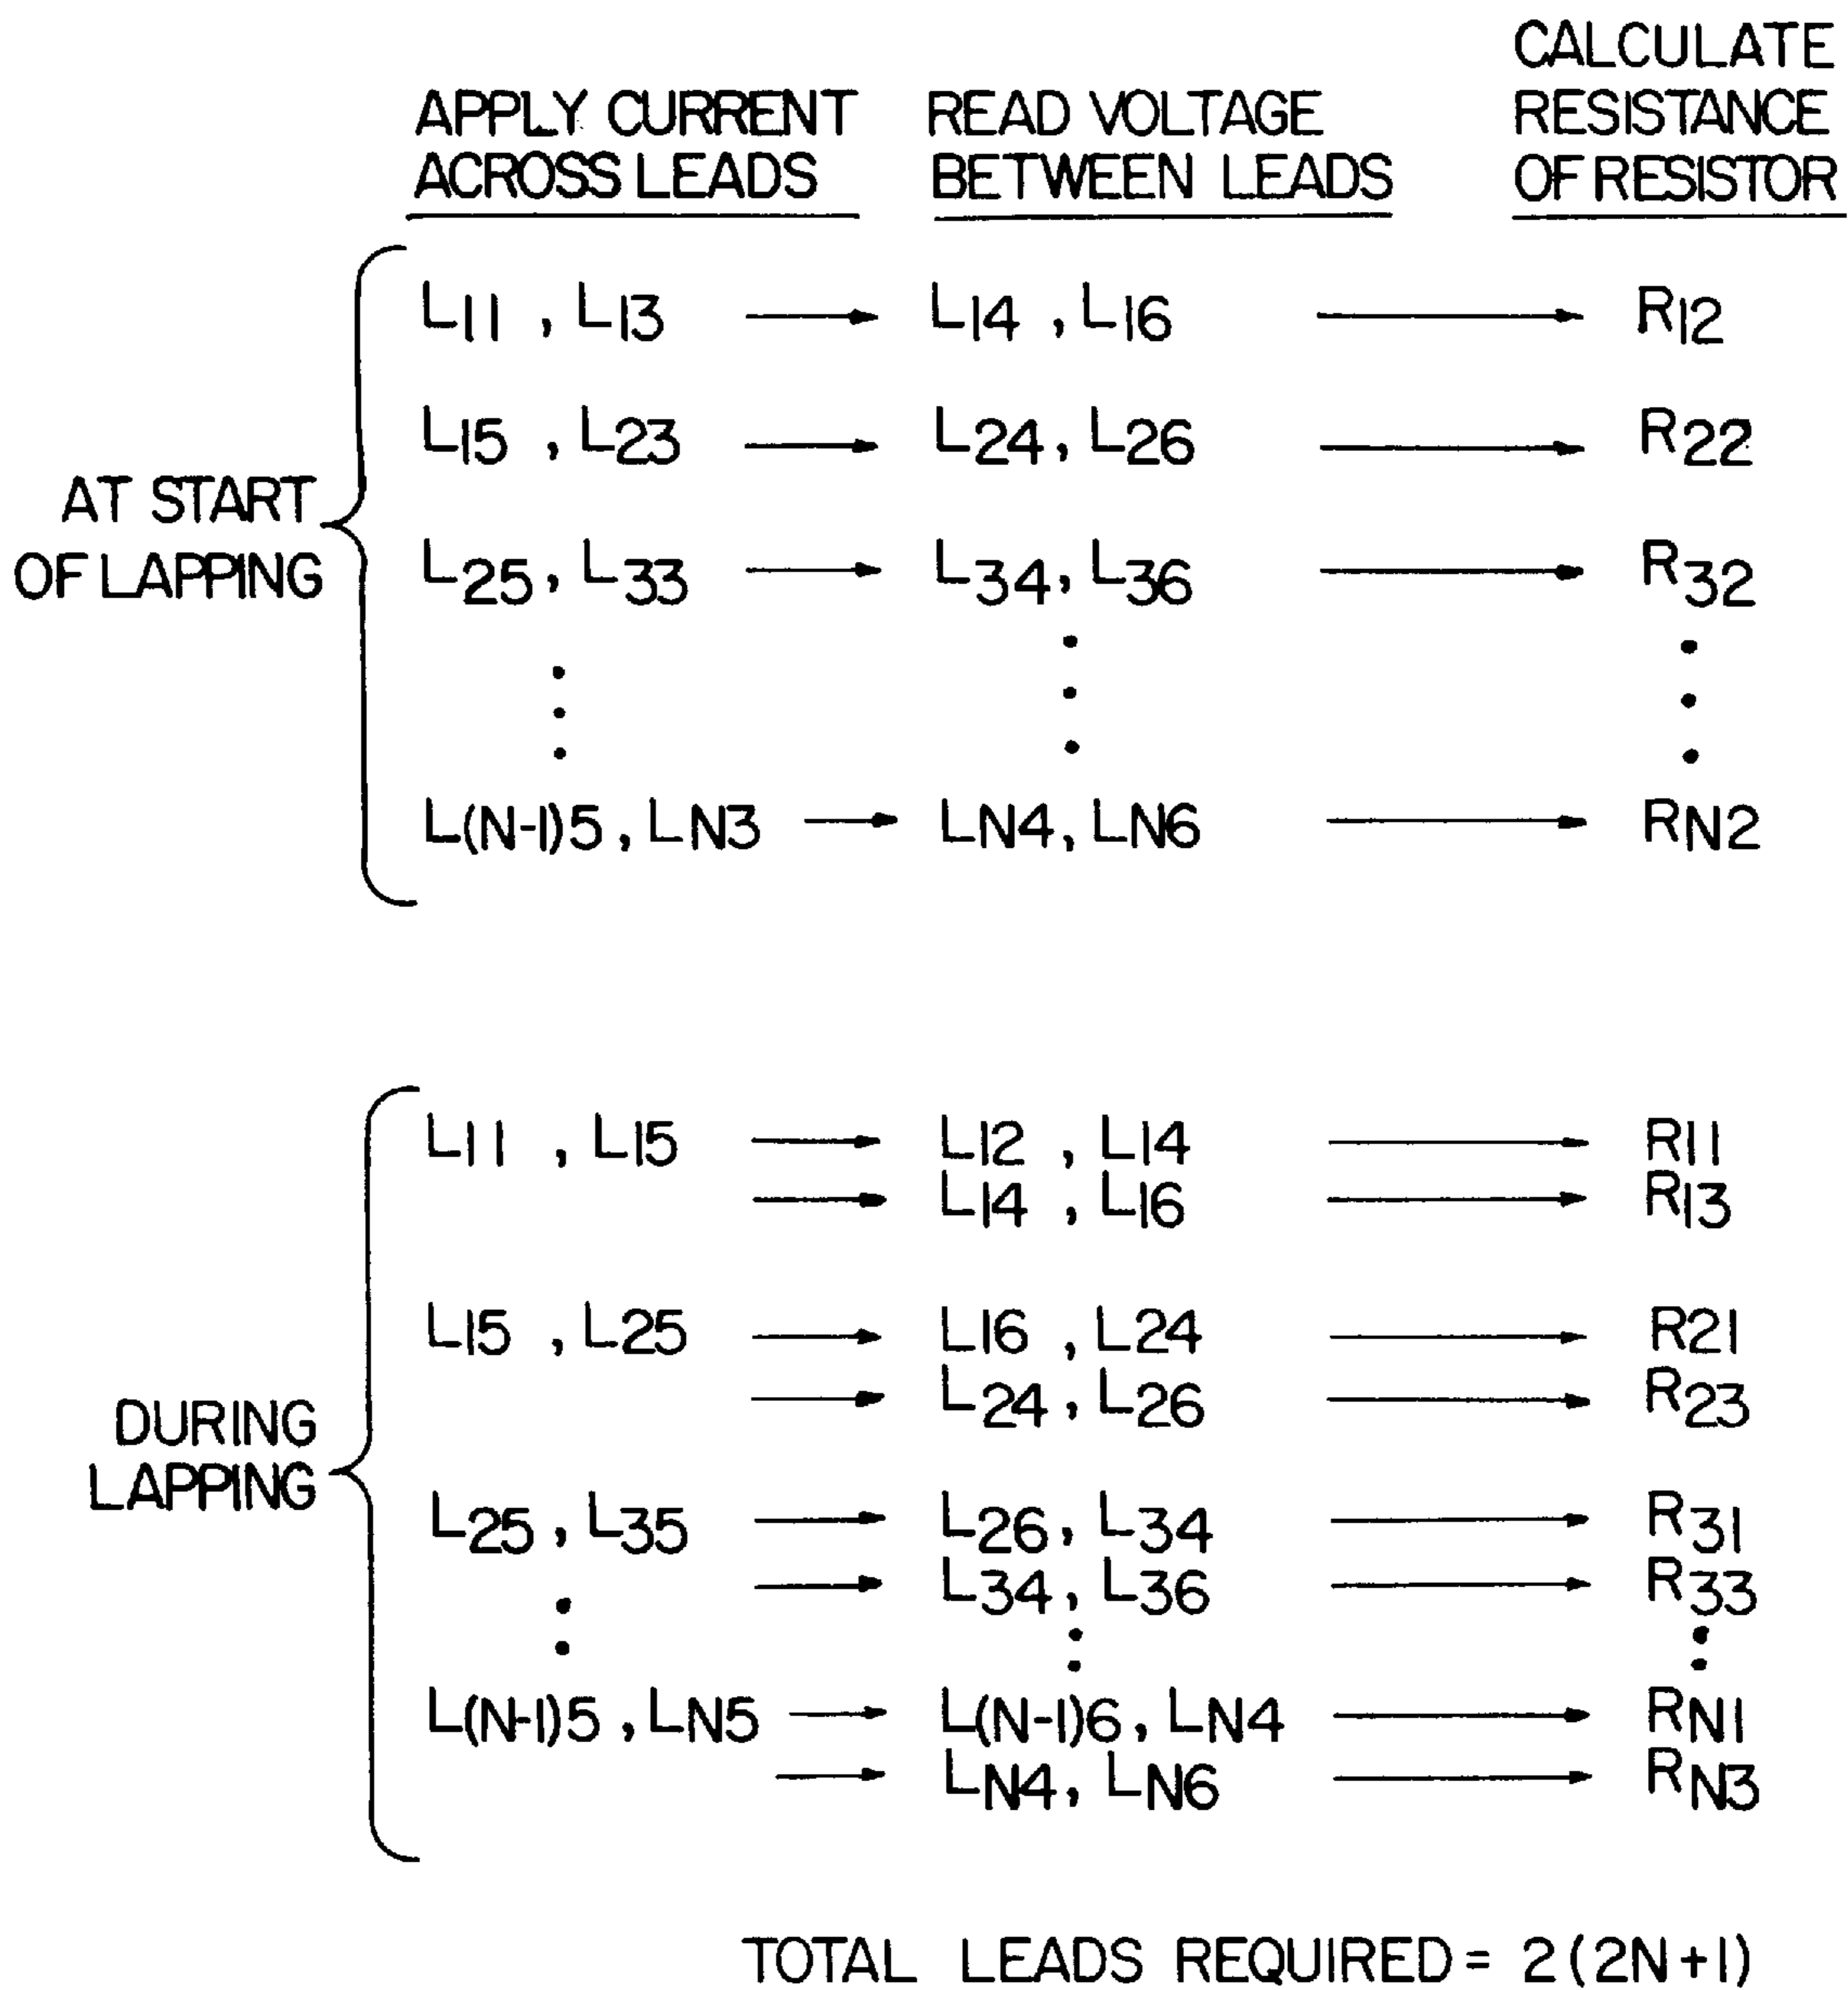 APPLY CURRENT ACROSS LEADS READ VOLTAGE BETWEEN LEADS CALCULATE RESISTANCE OF RESISTOR
AT START OF LAPPING
L11 , L13 → L14 , L16 → R12
L15 , L23 → L24, L26 → R22
L25, L33 → L34, L36 → R32
L(N-1)5, LN3 → LN4, LN6 → RN2
DURING LAPPING
L11 , L15 → L12 , L14 → R11
→ L14 , L16 → R13
L15 , L25 → L16 , L24 → R21
→ L24, L26 → R23
L25, L35 → L26, L34 → R31
→ L34, L36 → R33
L(N-1)5, LN5 → L(N-1)6, LN4 → RN1
→ LN4, LN6 → RN3
TOTAL LEADS REQUIRED = 2(2N+1)